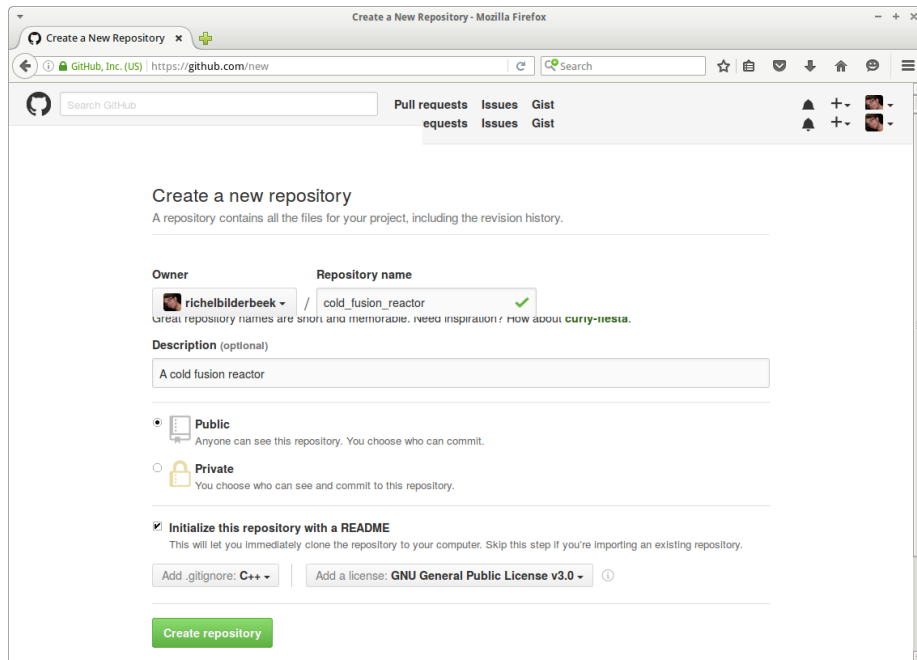 Create a New Repository - Mozilla Firefox
Create a New Repository
GitHub, Inc. (US) https://github.com/new Search
Search GitHub Pull requests Issues Gist
equests Issues Gist
Create a new repository
A repository contains all the files for your project, including the revision history.
Owner Repository name
richelbilderbeek / cold_fusion_reactor
Great repository names are short and memorable. Need inspiration? How about curly-fiesta.
Description (optional)
A cold fusion reactor
Public
Anyone can see this repository. You choose who can commit.
Private
You choose who can see and commit to this repository.
Initialize this repository with a README
This will let you immediately clone the repository to your computer. Skip this step if you're importing an existing repository.
Add .gitignore: C++ Add a license: GNU General Public License v3.0
Create repository